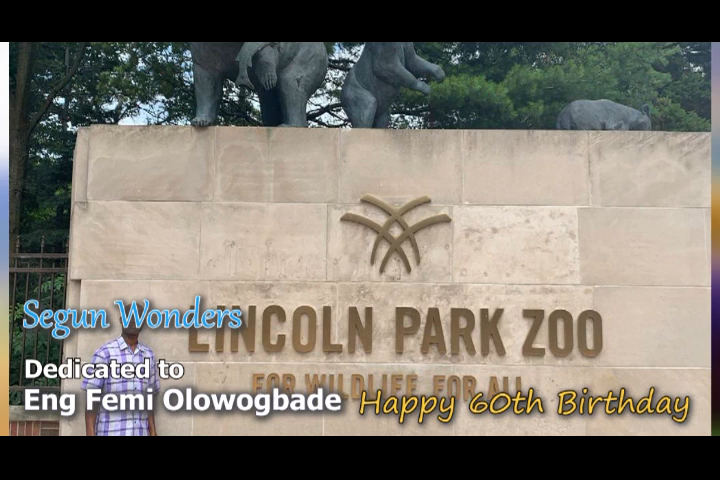 Segun Wonders
LINCOLN PARK ZOO
Dedicated to
FOR WILDLIFE. FOR ALL.
Eng Femi Olowogbade
Happy 60th Birthday